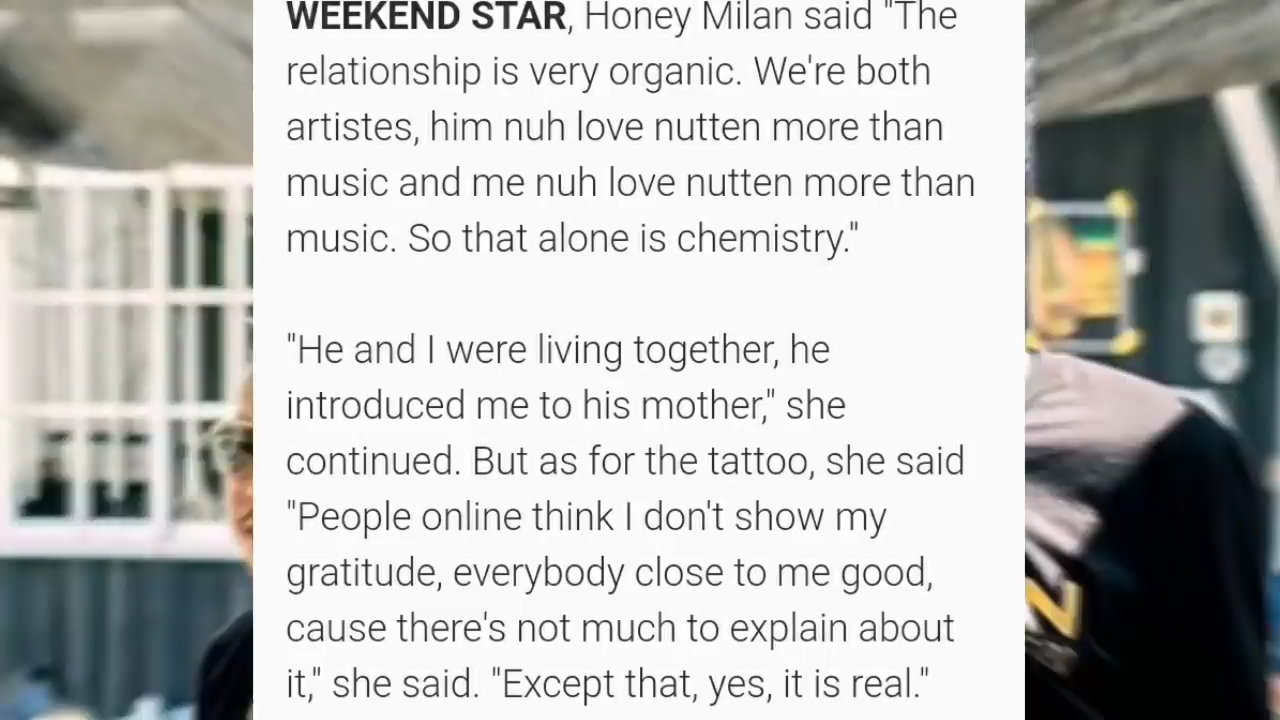 WEEKEND STAR, Honey Milan said "The
relationship is very organic. We're both
artistes, him nuh love nutten more than
music and me nuh love nutten more than
music. So that alone is chemistry."
"He and I were living together, he
introduced me to his mother," she
continued. But as for the tattoo, she said
"People online think I don't show my
gratitude, everybody close to me good,
cause there's not much to explain about
it," she said. "Except that, yes, it is real."